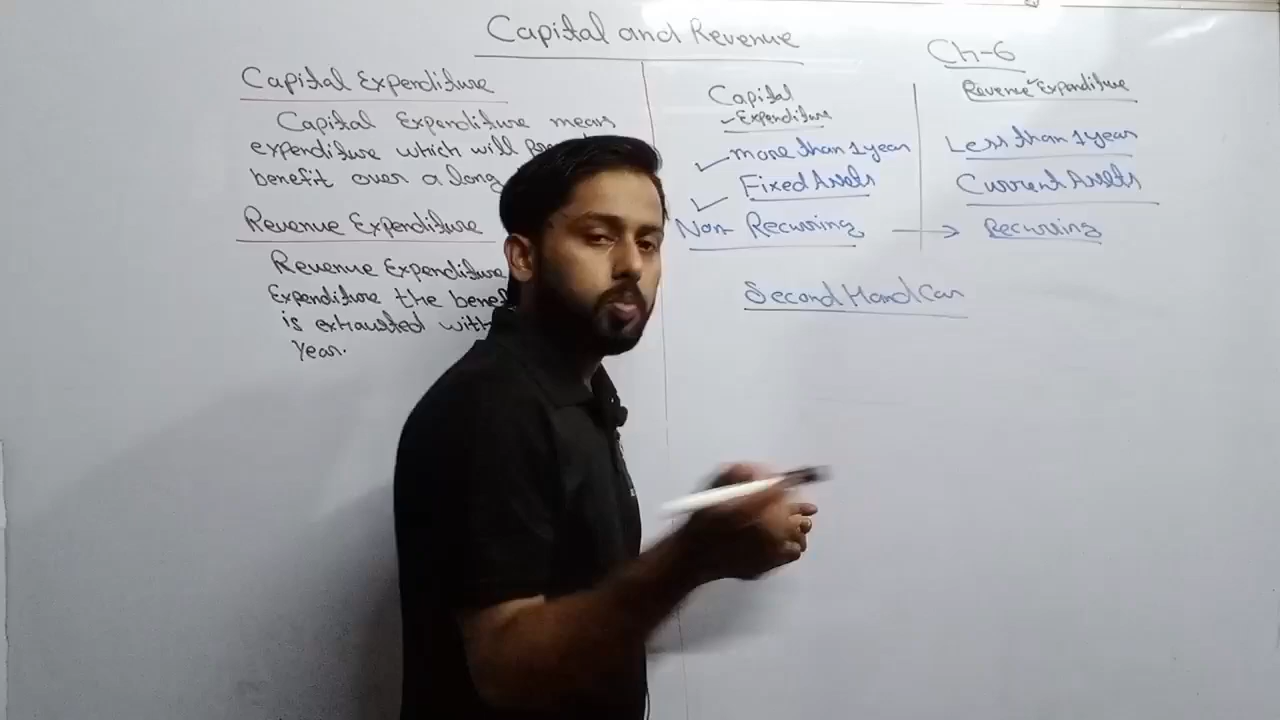 Capital and Revenue
Ch-6
Capital Expenditure
Capital Expenditure means
expenditure which will
benefit over a long
Revenue Expenditure
Revenue Expenditure
Expenditure the
is exhausted
Year.
Capital
Expenditure
more than 1 year
Fixed Assets
Non Recurring
Revenue Expenditure
Less than 1 year
Current Assets
Recurring
Second Hand Car